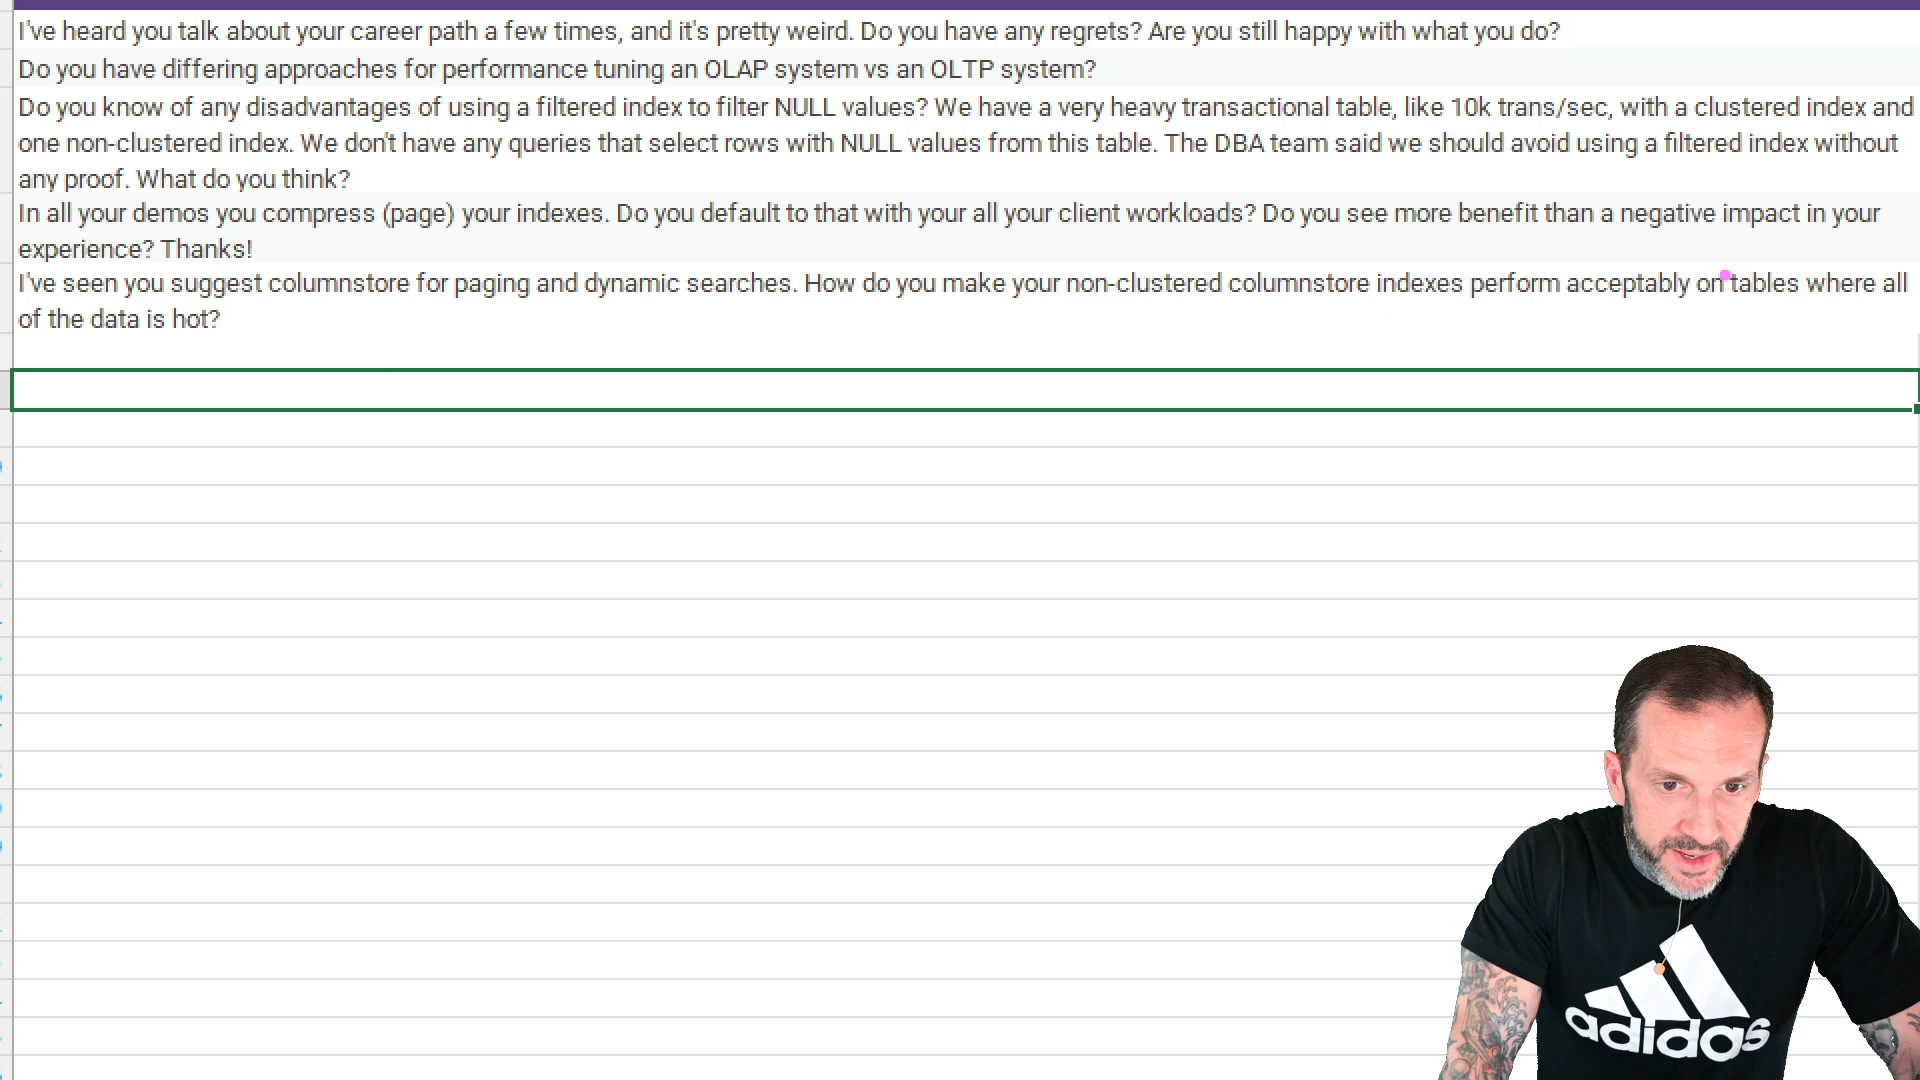 I've heard you talk about your career path a few times, and it's pretty weird. Do you have any regrets? Are you still happy with what you do?
Do you have differing approaches for performance tuning an OLAP system vs an OLTP system?
Do you know of any disadvantages of using a filtered index to filter NULL values? We have a very heavy transactional table, like 10k trans/sec, with a clustered index and
one non-clustered index. We don't have any queries that select rows with NULL values from this table. The DBA team said we should avoid using a filtered index without
any proof. What do you think?
In all your demos you compress (page) your indexes. Do you default to that with your all your client workloads? Do you see more benefit than a negative impact in your
experience? Thanks!
I've seen you suggest columnstore for paging and dynamic searches. How do you make your non-clustered columnstore indexes perform acceptably on tables where all
of the data is hot?
adidas